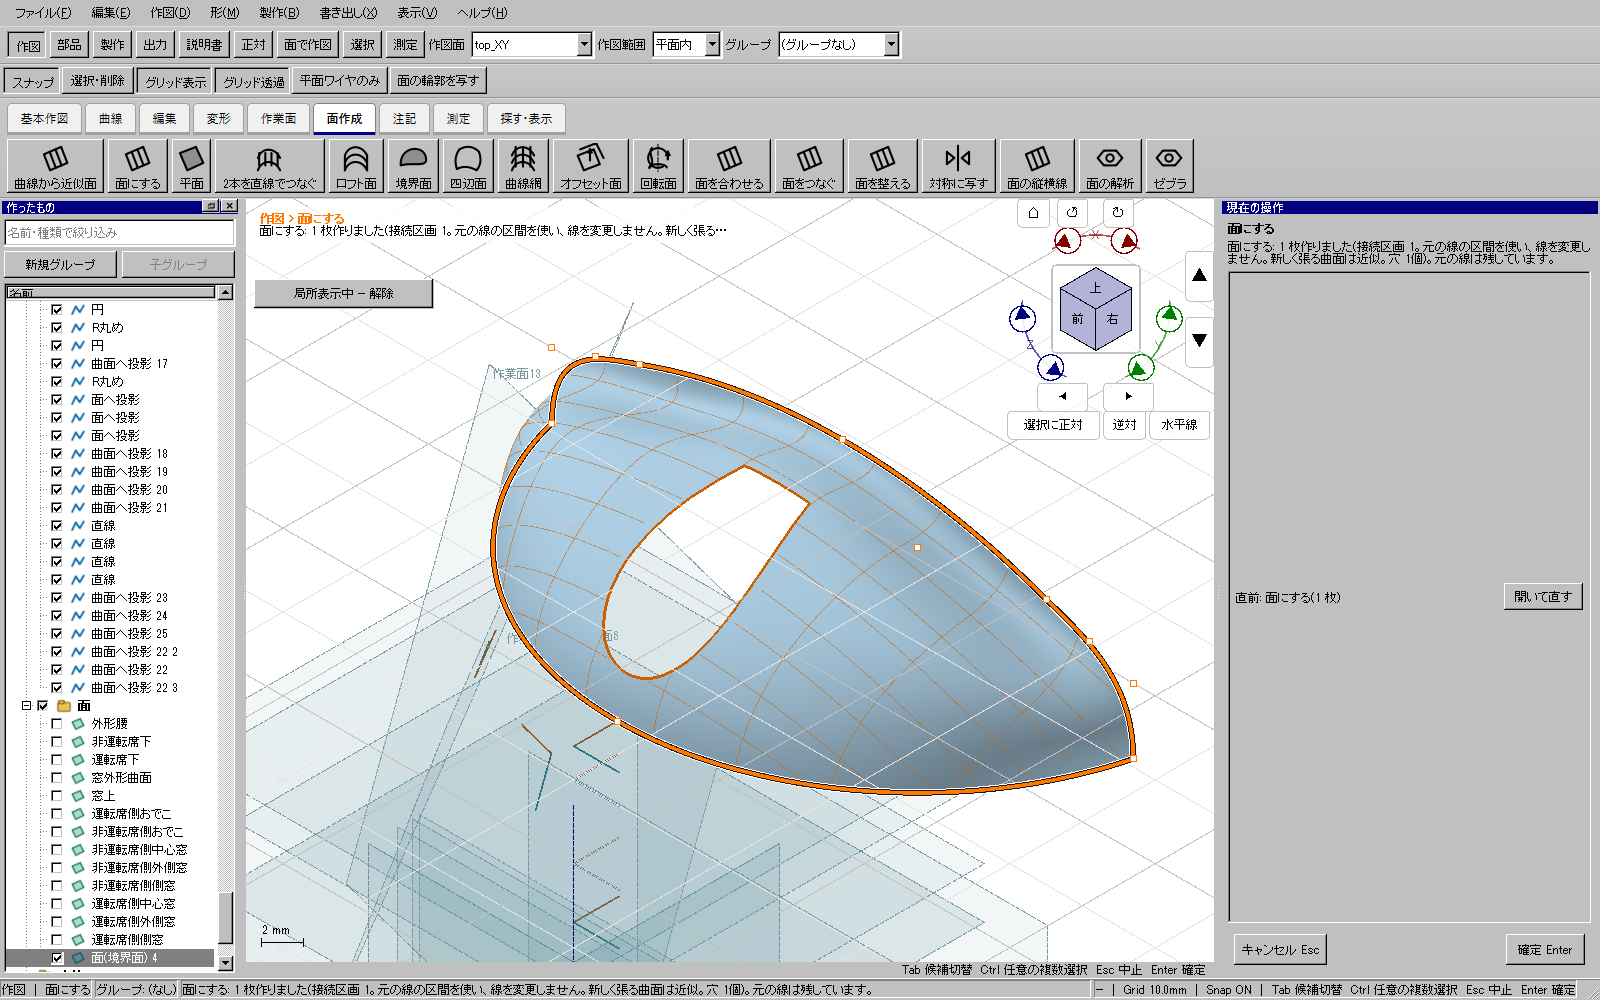 ファイル(F) 編集(E) 作図(D) 形(M) 製作(B) 書き出し(X) 表示(V) ヘルプ(H)
作図 部品 製作 出力 説明書 正対 面で作図 選択 測定 作図面 top_XY 作図範囲 平面内 グループ (グループなし)
スナップ 選択・削除 グリッド表示 グリッド透過 平面ワイヤのみ 面の輪郭を写す
基本作図 曲線 編集 変形 作業面 面作成 注記 測定 探す・表示
曲線から近似面 面にする 平面 2本を直線でつなぐ ロフト面 境界面 四辺面 曲線網 オフセット面 回転面 面を合わせる 面をつなぐ 面を整える 対称に写す 面の縦横線 面の解析 ゼブラ
作ったもの
名前・種類で絞り込み
新規グループ 子グループ
名前
円
R丸め
円
曲面へ投影 17
R丸め
面へ投影
面へ投影
面へ投影
曲面へ投影 18
曲面へ投影 19
曲面へ投影 20
曲面へ投影 21
直線
直線
直線
直線
曲面へ投影 23
曲面へ投影 24
曲面へ投影 25
曲面へ投影 22 2
曲面へ投影 22
曲面へ投影 22 3
面
外形腰
非運転席下
運転席下
窓外形曲面
窓上
運転席側おでこ
非運転席側おでこ
非運転席側中心窓
非運転席側外側窓
非運転席側側窓
運転席側中心窓
運転席側外側窓
運転席側側窓
面(境界面) 4
作図 > 面にする
面にする: 1 枚作りました(接続区画 1。元の線の区間を使い、線を変更しません。新しく張る…
局所表示中 – 解除
作業面13
面6
上
前 右
X
Z
Y
選択に正対 逆対 水平線
2 mm
Tab 候補切替 Ctrl 任意の複数選択 Esc 中止 Enter 確定
現在の操作
面にする
面にする: 1 枚作りました(接続区画 1。元の線の区間を使い、線を変更し
ません。新しく張る曲面は近似。穴 1個)。元の線は残しています。
直前: 面にする(1 枚)
開いて直す
キャンセル Esc 確定 Enter
作図 | 面にする グループ: (なし) 面にする: 1 枚作りました(接続区画 1。元の線の区間を使い、線を変更しません。新しく張る曲面は近似。穴 1個)。元の線は残しています。 – | Grid 10.0mm | Snap ON | Tab 候補切替 Ctrl 任意の複数選択 Esc 中止 Enter 確定